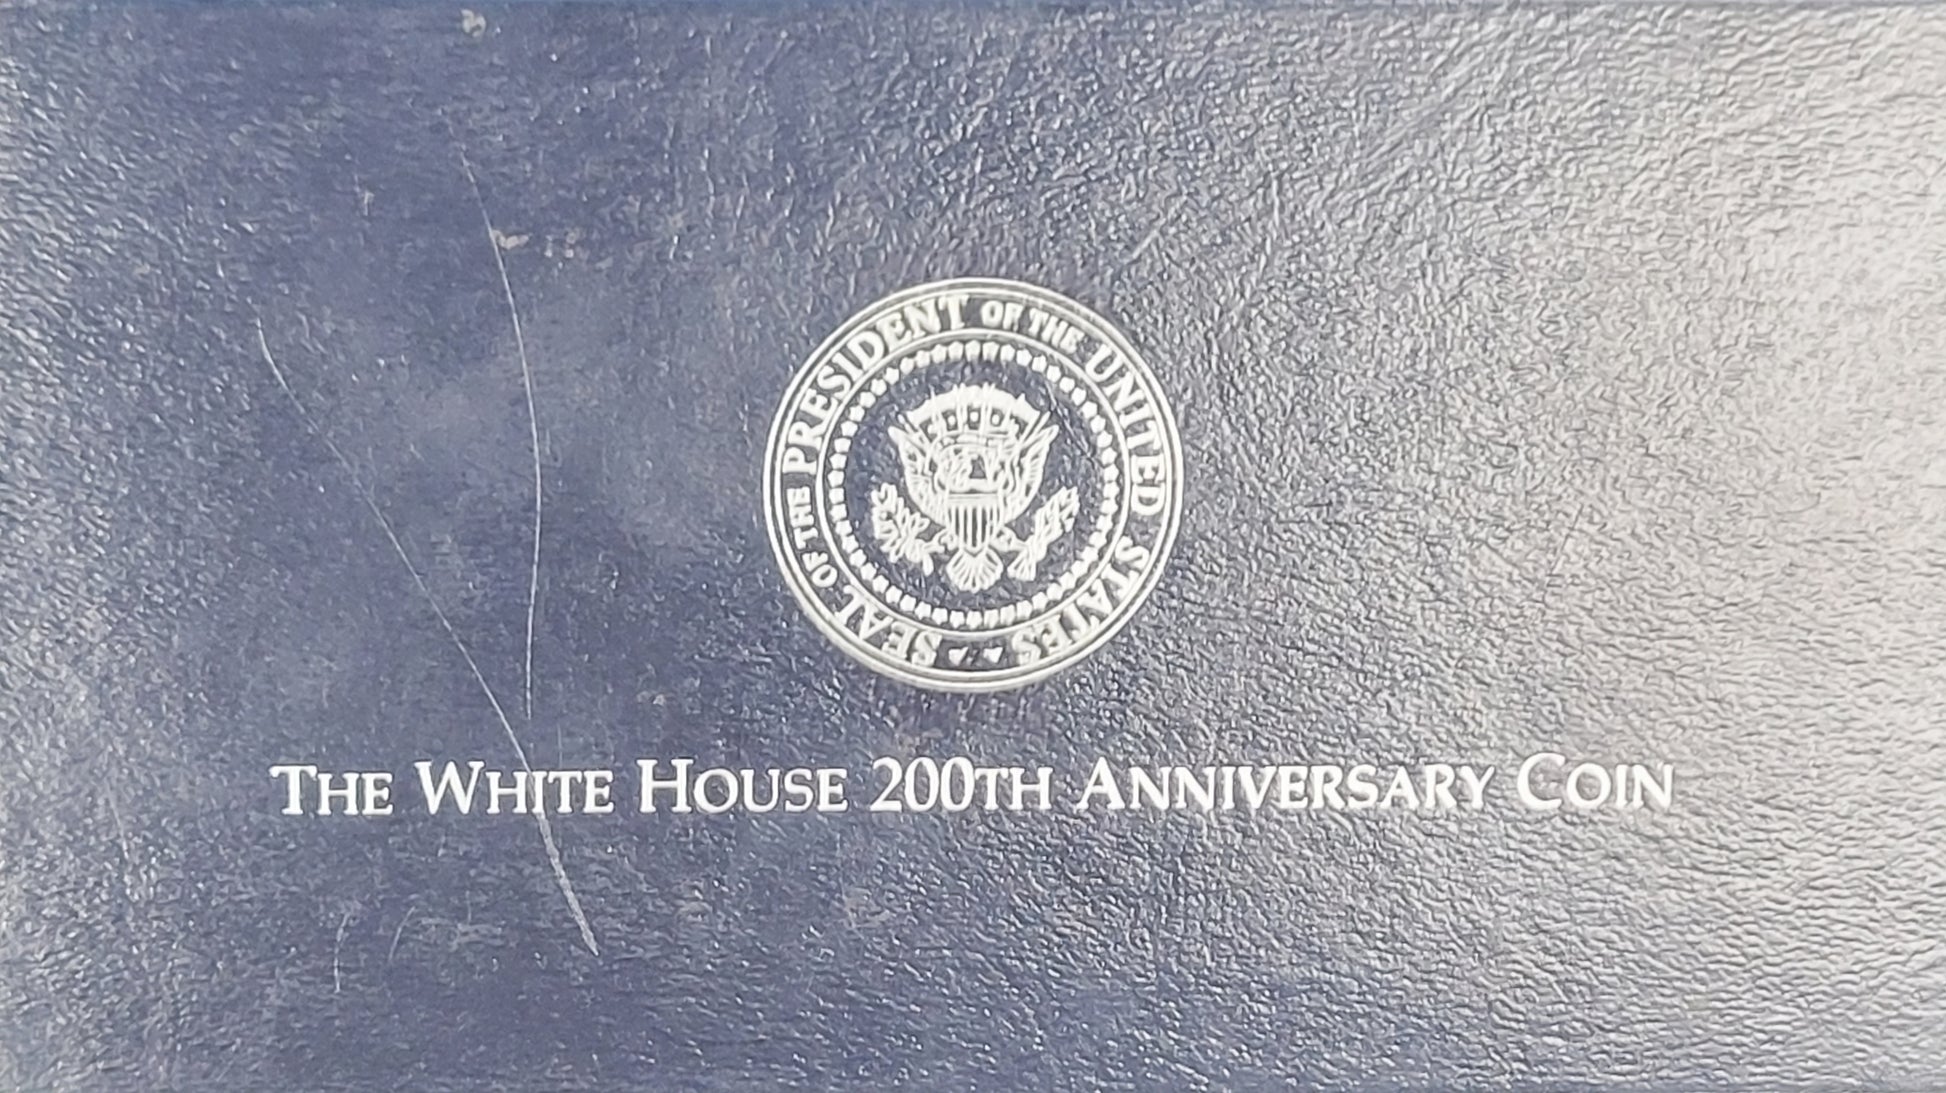 SEAL OF THE PRESIDENT OF THE UNITED STATES
THE WHITE HOUSE 200TH ANNIVERSARY COIN